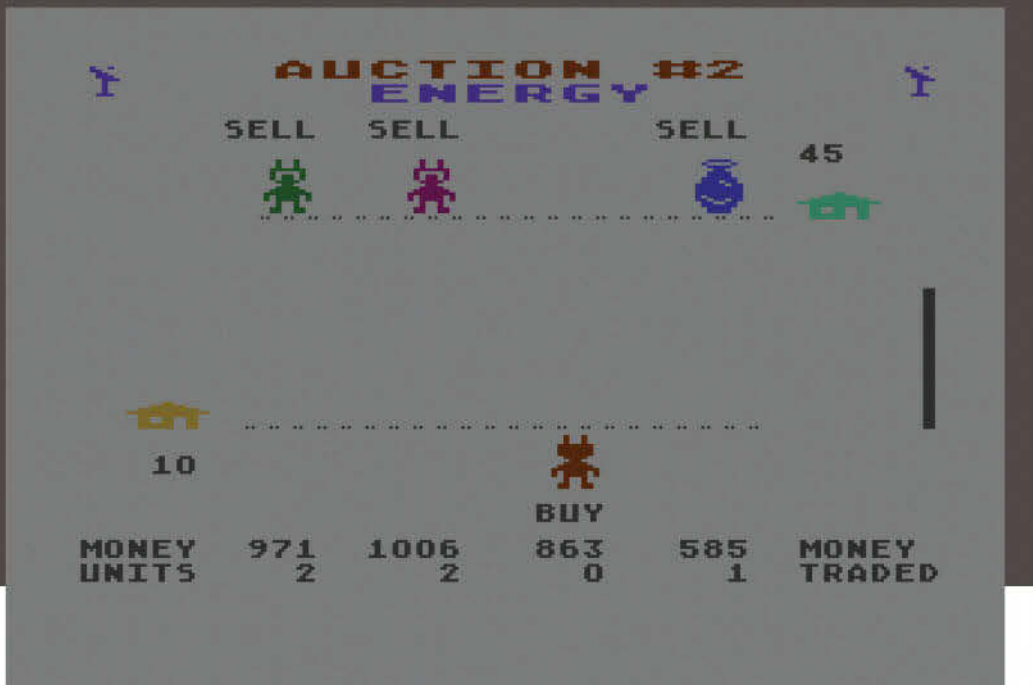 AUCTION #2
ENERGY
SELL SELL SELL
45
10
BUY
MONEY 971 1006 863 585 MONEY
UNITS 2 2 0 1 TRADED